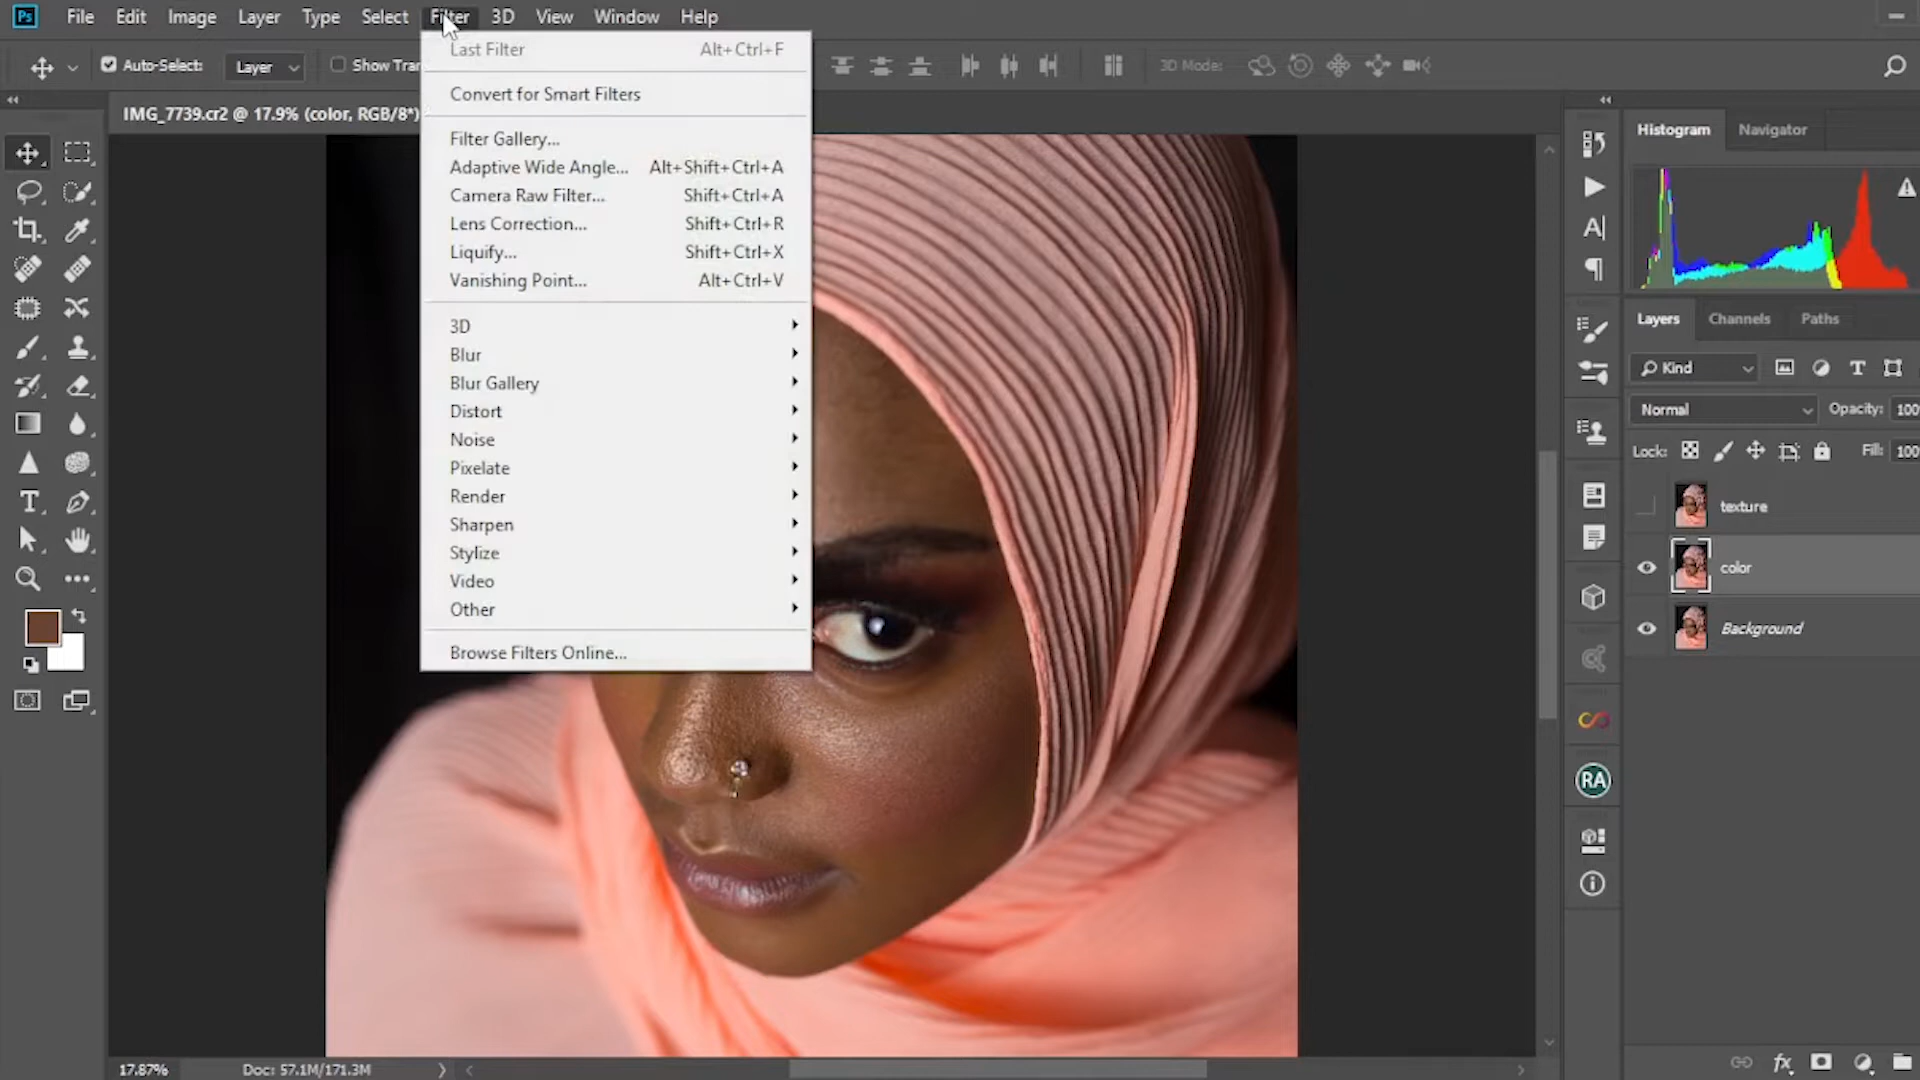 Ps File Edit Image Layer Type Select Filter 3D View Window Help
Auto-Select: Layer Show Tran 3D Mode:
IMG_7739.cr2 @ 17.9% (color, RGB/8*)
Last Filter Alt+Ctrl+F
Convert for Smart Filters
Filter Gallery...
Adaptive Wide Angle... Alt+Shift+Ctrl+A
Camera Raw Filter... Shift+Ctrl+A
Lens Correction... Shift+Ctrl+R
Liquify... Shift+Ctrl+X
Vanishing Point... Alt+Ctrl+V
3D
Blur
Blur Gallery
Distort
Noise
Pixelate
Render
Sharpen
Stylize
Video
Other
Browse Filters Online...
Histogram Navigator
Layers Channels Paths
Kind
Normal Opacity: 100
Lock: Fill: 100
texture
color
Background
RA
17.87% Doc: 57.1M/171.3M